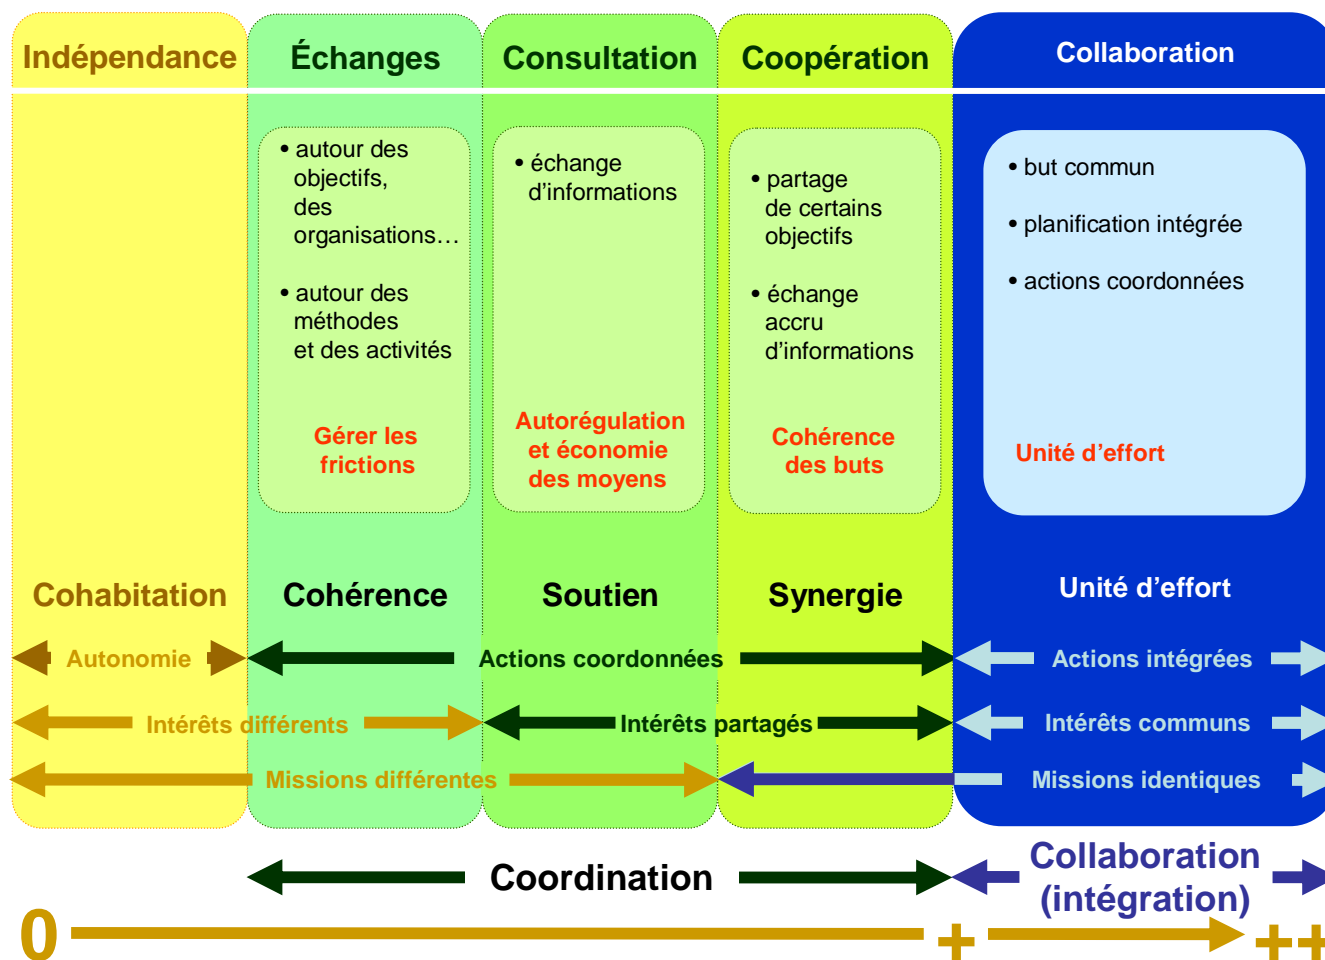 Indépendance
Échanges
Consultation
Coopération
Collaboration
• autour des
objectifs,
des
organisations…
• autour des
méthodes
et des activités
Gérer les
frictions
• échange
d’informations
Autorégulation
et économie
des moyens
• partage
de certains
objectifs
• échange
accru
d’informations
Cohérence
des buts
• but commun
• planification intégrée
• actions coordonnées
Unité d’effort
Cohabitation
Cohérence
Soutien
Synergie
Unité d’effort
Autonomie
Actions coordonnées
Actions intégrées
Intérêts différents
Intérêts partagés
Intérêts communs
Missions différentes
Missions identiques
Coordination
Collaboration
(intégration)
0
+
++